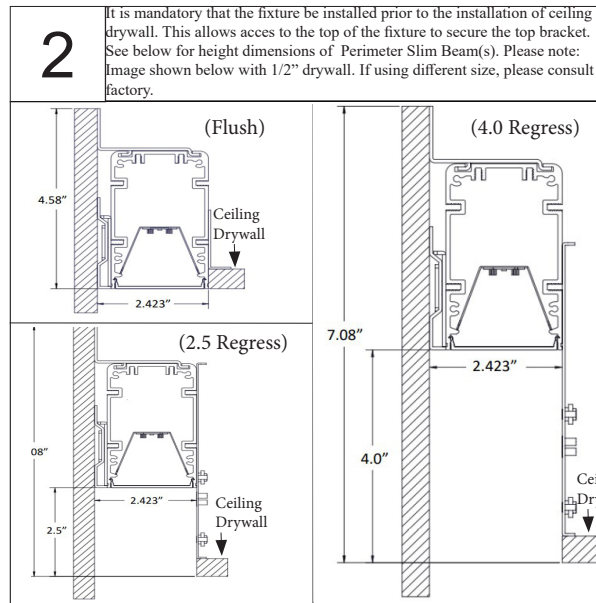 2
It is mandatory that the fixture be installed prior to the installation of ceiling
drywall. This allows acces to the top of the fixture to secure the top bracket.
See below for height dimensions of Perimeter Slim Beam(s). Please note:
Image shown below with 1/2” drywall. If using different size, please consult
factory.
(Flush)
4.58”
Ceiling
Drywall
2.423”
(2.5 Regress)
08”
2.423”
2.5”
Ceiling
Drywall
(4.0 Regress)
7.08”
2.423”
4.0”